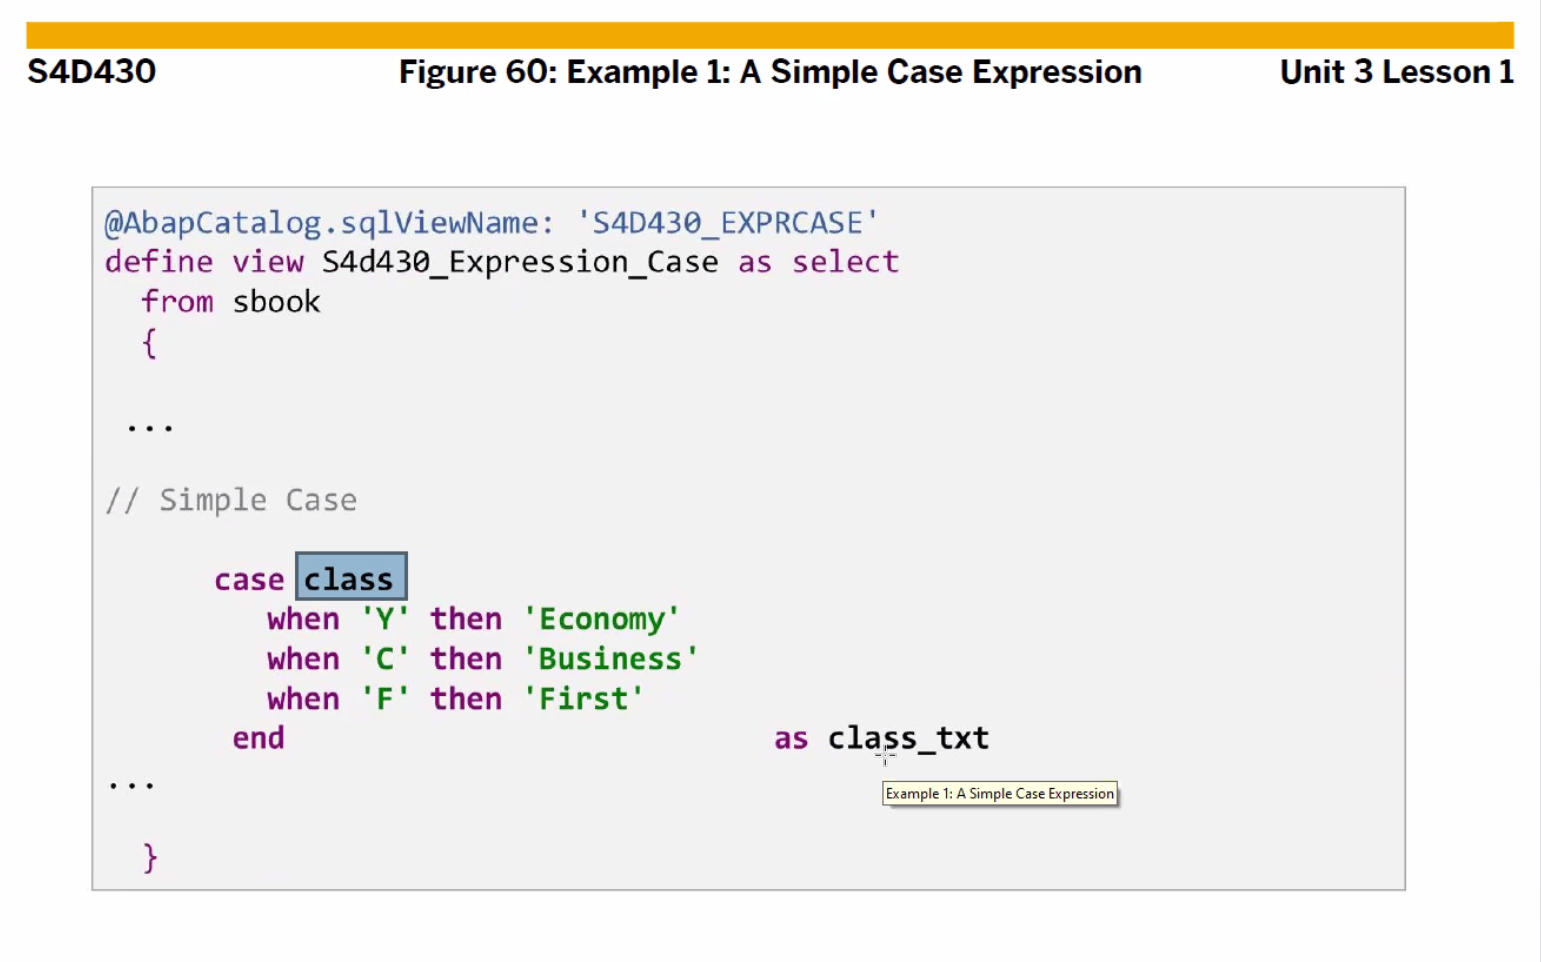 S4D430 Figure 60: Example 1: A Simple Case Expression Unit 3 Lesson 1
@AbapCatalog.sqlViewName: 'S4D430_EXPRCASE'
define view S4d430_Expression_Case as select
from sbook
{
...
// Simple Case
case class
when 'Y' then 'Economy'
when 'C' then 'Business'
when 'F' then 'First'
end as class_txt
...
Example 1: A Simple Case Expression
}